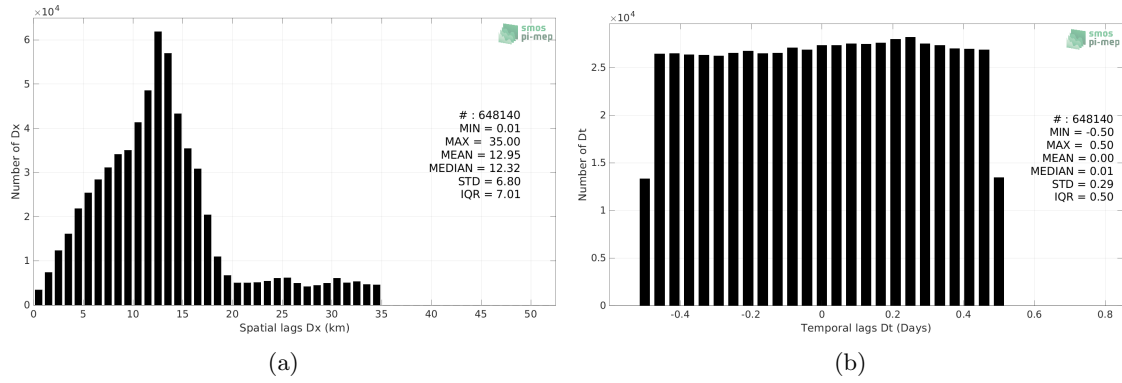 ×10⁴
6
5
4
3
2
1
0
Number of Dx
0 5 10 15 20 25 30 35 40 45 50
Spatial lags Dx (km)
smos
pi-mep
# : 648140
MIN = 0.01
MAX = 35.00
MEAN = 12.95
MEDIAN = 12.32
STD = 6.80
IQR = 7.01
(a)
×10⁴
2.5
2
1.5
1
0.5
0
Number of Dt
-0.4 -0.2 0 0.2 0.4 0.6 0.8
Temporal lags Dt (Days)
smos
pi-mep
# : 648140
MIN = -0.50
MAX = 0.50
MEAN = 0.00
MEDIAN = 0.01
STD = 0.29
IQR = 0.50
(b)